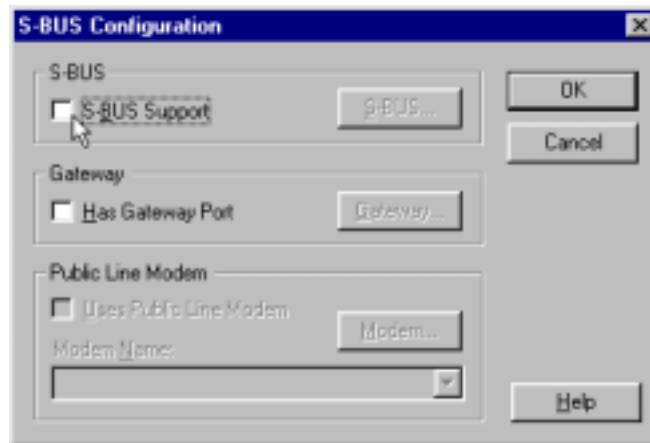 S-BUS Configuration
S-BUS
S-BUS Support
S-BUS...
OK
Cancel
Gateway
Has Gateway Port
Gateway...
Public Line Modem
Uses Public Line Modem
Modem...
Modem Name:
Help